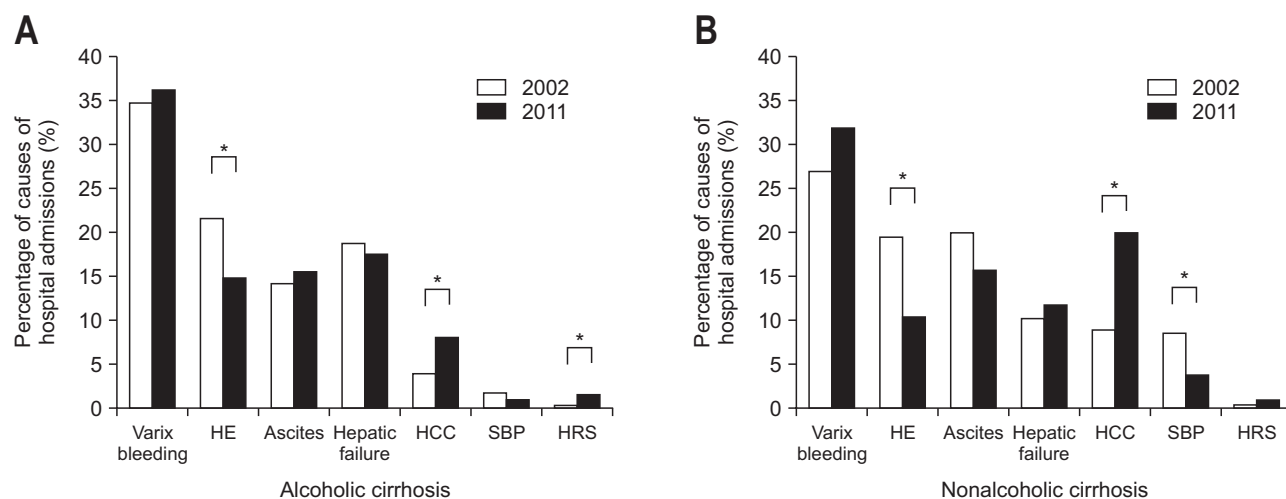 A
Percentage of causes of
hospital admissions (%)
40
35
30
25
20
15
10
5
0
2002
2011
*
*
*
Varix
bleeding
HE
Ascites
Hepatic
failure
HCC
SBP
HRS
Alcoholic cirrhosis
B
Percentage of causes of
hospital admissions (%)
40
35
30
25
20
15
10
5
0
2002
2011
*
*
*
Varix
bleeding
HE
Ascites
Hepatic
failure
HCC
SBP
HRS
Nonalcoholic cirrhosis